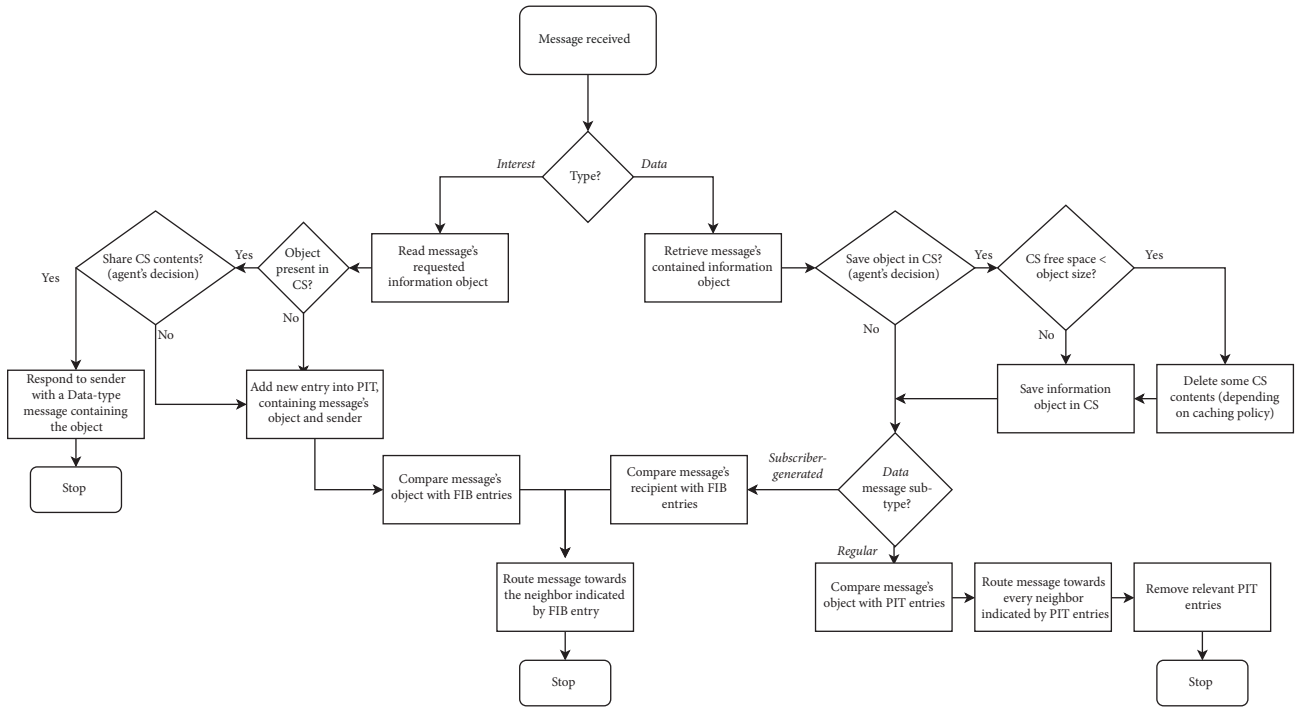 Message received
Type?
Interest
Data
Share CS contents?
(agent's decision)
Yes
Object
present in
CS?
Read message's
requested
information object
Retrieve message's
contained information
object
Save object in CS?
(agent's decision)
Yes
CS free space <
object size?
Yes
Yes
No
No
No
No
Respond to sender
with a Data-type
message containing
the object
Add new entry into PIT,
containing message's
object and sender
Save information
object in CS
Delete some CS
contents (depending
on caching policy)
Stop
Compare message's
object with FIB entries
Compare message's
recipient with FIB
entries
Subscriber-
generated
Data
message sub-
type?
Regular
Route message towards
the neighbor indicated
by FIB entry
Compare message's
object with PIT entries
Route message towards
every neighbor
indicated by PIT entries
Remove relevant PIT
entries
Stop
Stop